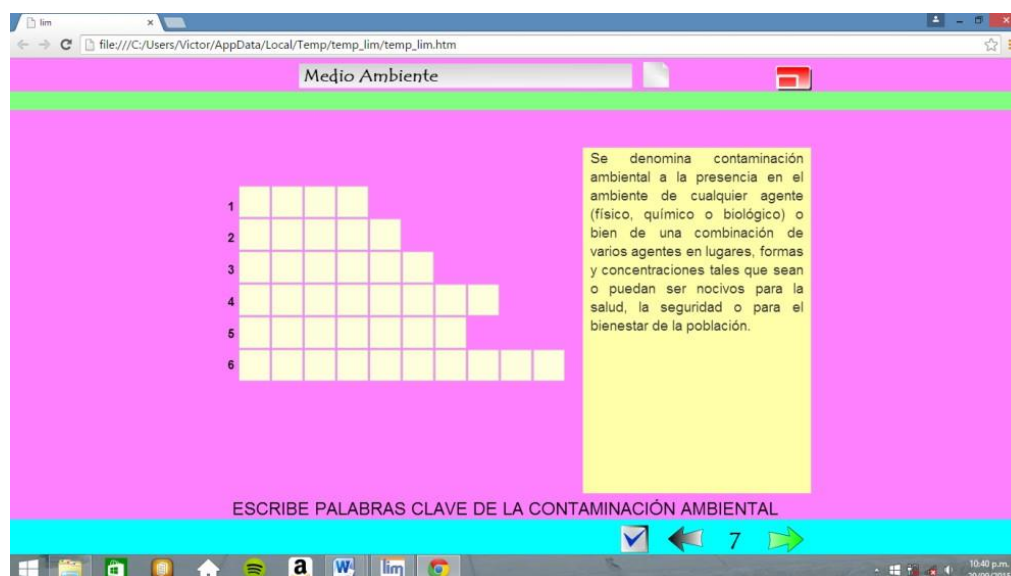 lim
file:///C:/Users/Victor/AppData/Local/Temp/temp_lim/temp_lim.htm
Medio Ambiente
Se denomina contaminación
ambiental a la presencia en el
ambiente de cualquier agente
(físico, químico o biológico) o
bien de una combinación de
varios agentes en lugares, formas
y concentraciones tales que sean
o puedan ser nocivos para la
salud, la seguridad o para el
bienestar de la población.
1
2
3
4
5
6
ESCRIBE PALABRAS CLAVE DE LA CONTAMINACIÓN AMBIENTAL
7
a
W
lim
10:40 p.m.